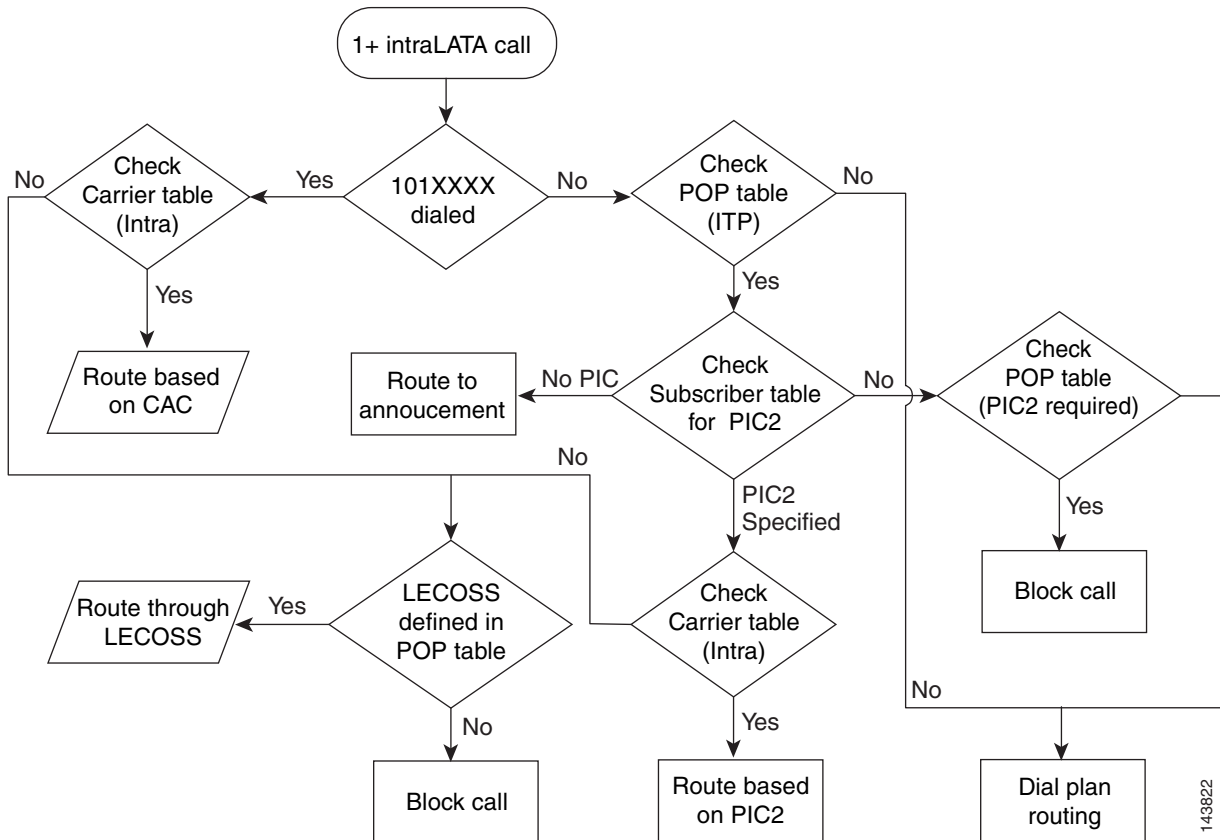 1+ intraLATA call
No
Check
Carrier table
(Intra)
Yes
101XXXX
dialed
No
Check
POP table
(ITP)
No
Yes
Yes
Route based
on CAC
Route to
annoucement
No PIC
Check
Subscriber table
for PIC2
No
Check
POP table
(PIC2 required)
No
PIC2
Specified
Yes
Route through
LECOSS
Yes
LECOSS
defined in
POP table
Check
Carrier table
(Intra)
Block call
No
No
Yes
Block call
Route based
on PIC2
Dial plan
routing
143822